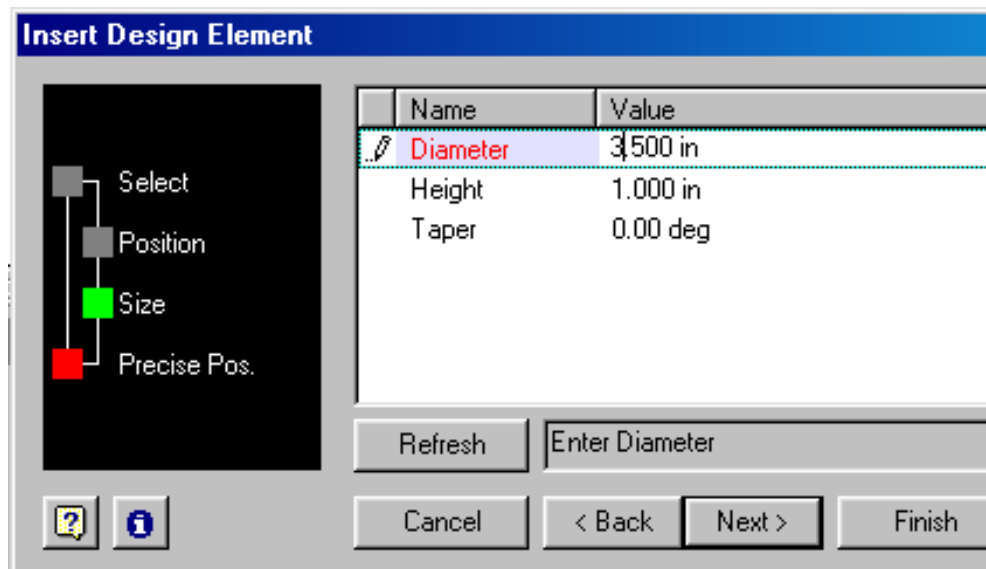 Insert Design Element
Select
Position
Size
Precise Pos.
Name Value
Diameter 3.500 in
Height 1.000 in
Taper 0.00 deg
Refresh Enter Diameter
Cancel < Back Next > Finish